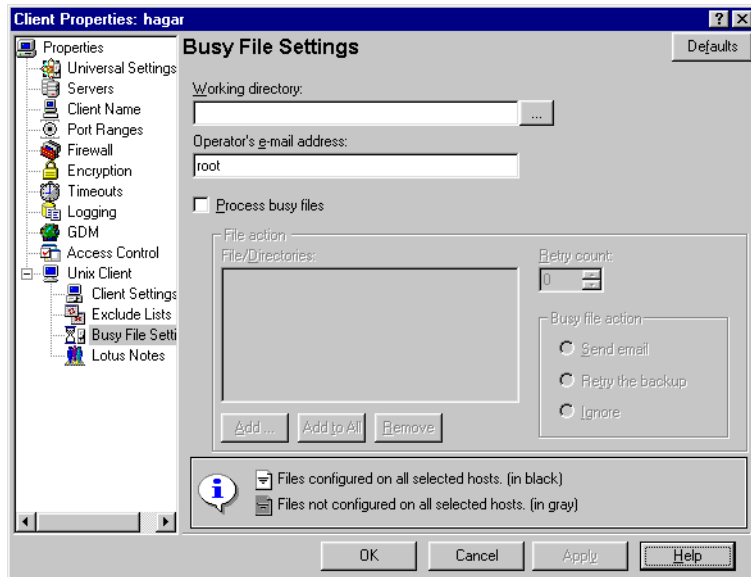 Client Properties: hagar
Properties
Universal Settings
Servers
Client Name
Port Ranges
Firewall
Encryption
Timeouts
Logging
GDM
Access Control
Unix Client
Client Settings
Exclude Lists
Busy File Setti
Lotus Notes
Busy File Settings
Defaults
Working directory:
...
Operator's e-mail address:
root
Process busy files
File action
File/Directories:
Retry count:
0
Busy file action
Send email
Retry the backup
Ignore
Add ...
Add to All
Remove
Files configured on all selected hosts. (in black)
Files not configured on all selected hosts. (in gray)
OK
Cancel
Apply
Help